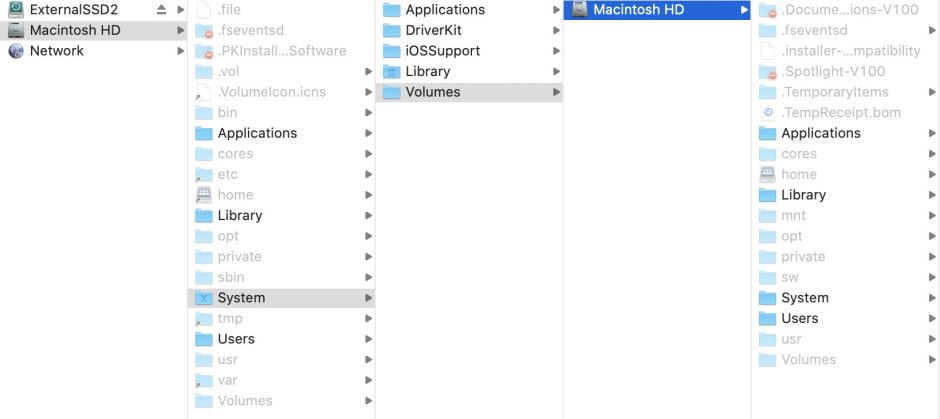 ExternalSSD2
Macintosh HD
Network
.file
.fseventsd
.PKInstall...Software
.vol
.VolumeIcon.icns
bin
Applications
cores
etc
home
Library
opt
private
sbin
System
tmp
Users
usr
var
Volumes
Applications
DriverKit
iOSSupport
Library
Volumes
Macintosh HD
.Docume...ions-V100
.fseventsd
.installer-...mpatibility
.Spotlight-V100
.TemporaryItems
.TempReceipt.bom
Applications
cores
home
Library
mnt
opt
private
sw
System
Users
usr
Volumes